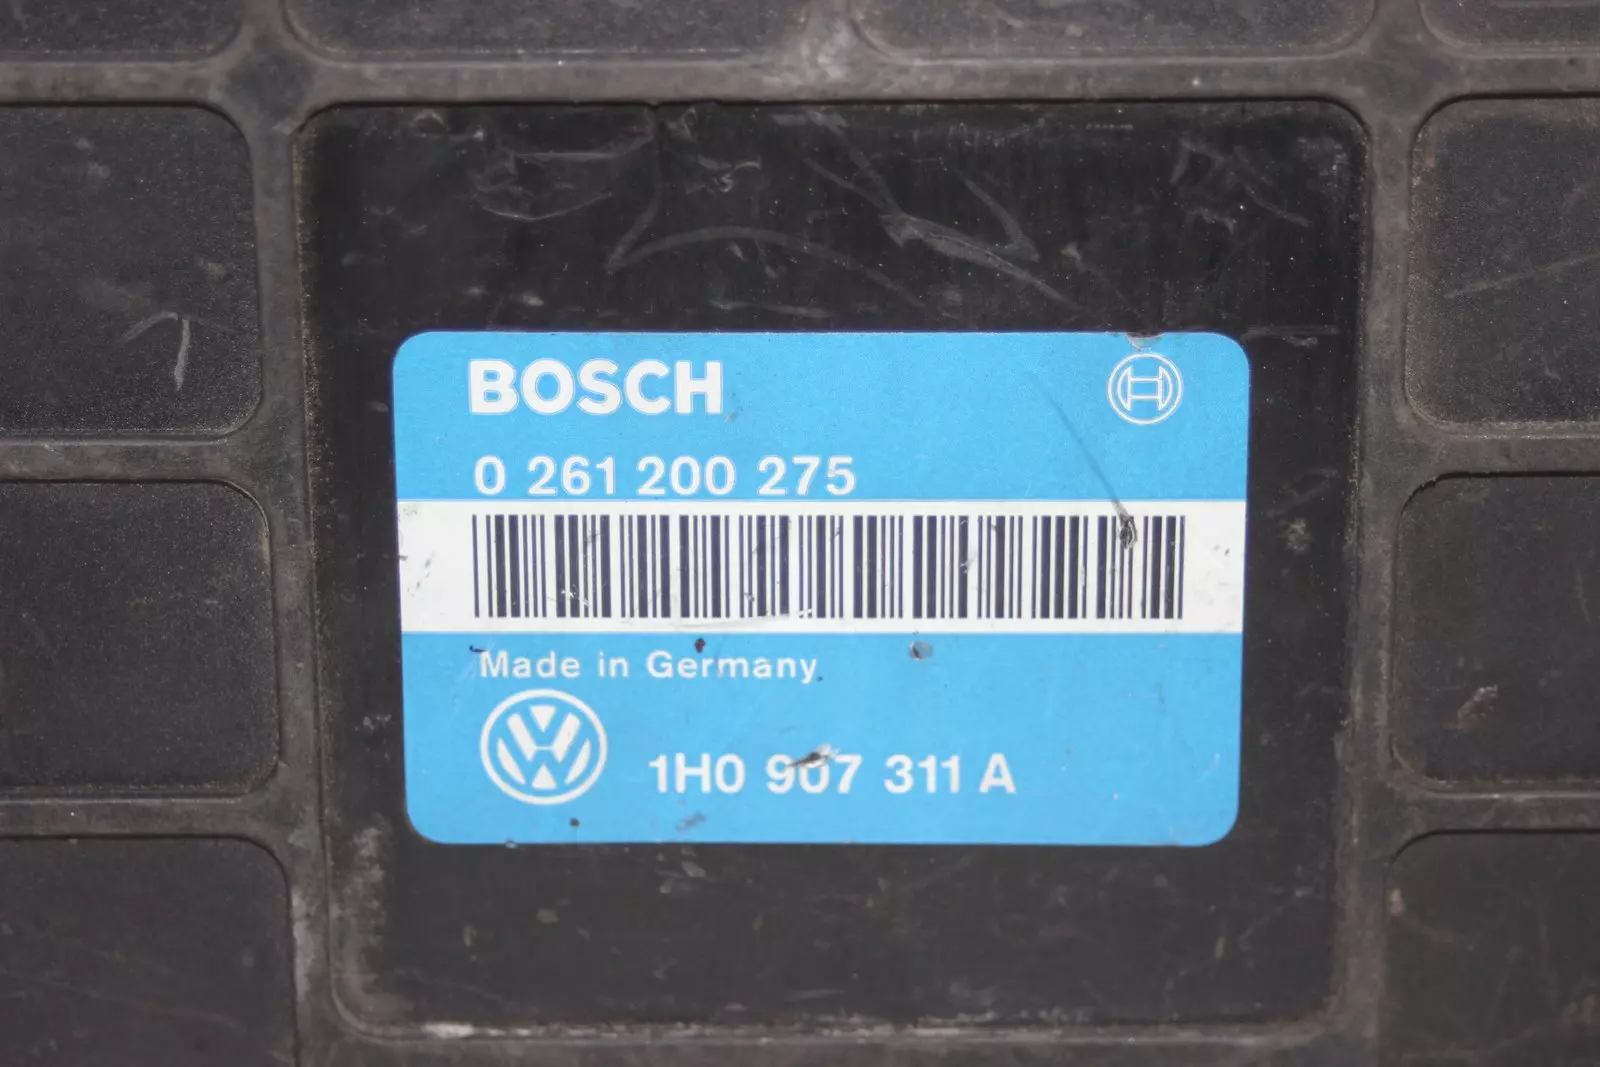 BOSCH
0 261 200 275
Made in Germany
1H0 907 311 A